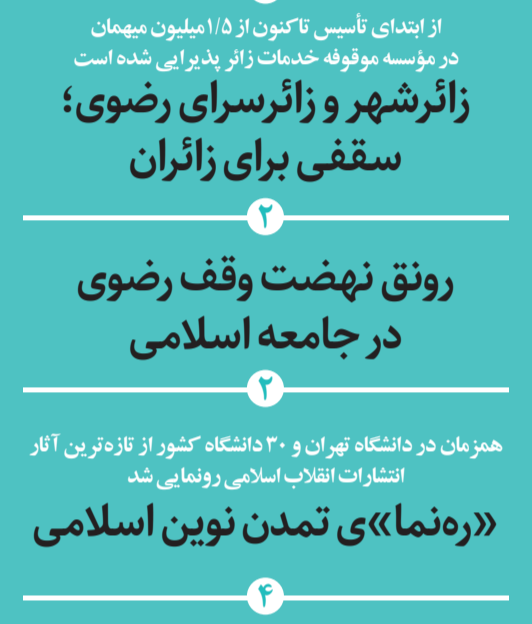 از ابتدای تأسیس تاکنون از ۱/۵ میلیون میهمان
در مؤسسه موقوفه خدمات زائر پذیرایی شده است
زائرشهر و زائرسرای رضوی؛
سقفی برای زائران
۲
رونق نهضت وقف رضوی
در جامعه اسلامی
۲
همزمان در دانشگاه تهران و ۳۰ دانشگاه کشور از تازه‌ترین آثار
انتشارات انقلاب اسلامی رونمایی شد
«ره‌نما»ی تمدن نوین اسلامی
۴